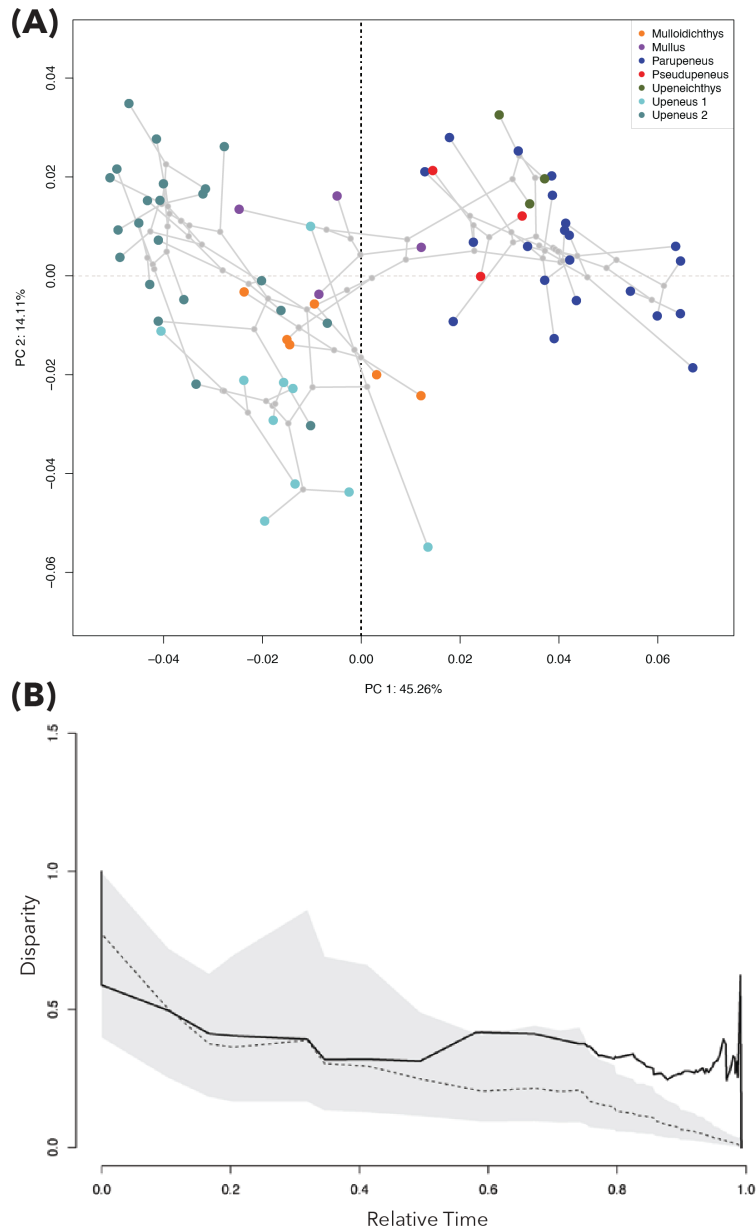 (A)
Mulloidichthys
Mullus
Parupeneus
Pseudupeneus
Upeneichthys
Upeneus 1
Upeneus 2
0.04
0.02
0.00
−0.02
−0.04
−0.06
PC 2: 14.11%
−0.04 −0.02 0.00 0.02 0.04 0.06
PC 1: 45.26%
(B)
1.5
1.0
0.5
0.0
Disparity
0.0 0.2 0.4 0.6 0.8 1.0
Relative Time